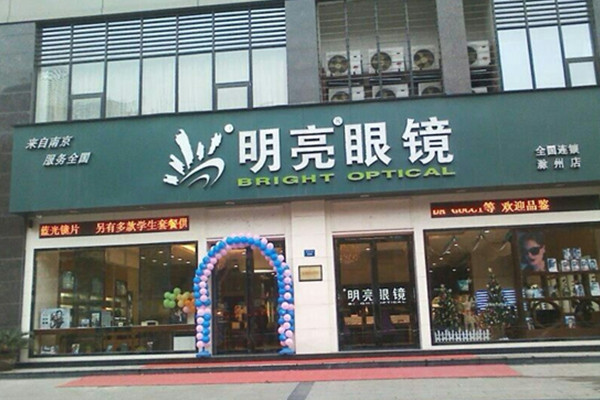 来自南京
服务全国
明亮眼镜
BRIGHT OPTICAL
全国连锁
滁州店
蓝光镜片 另有多款学生套餐供
GUCCI等 欢迎品鉴
明亮眼镜